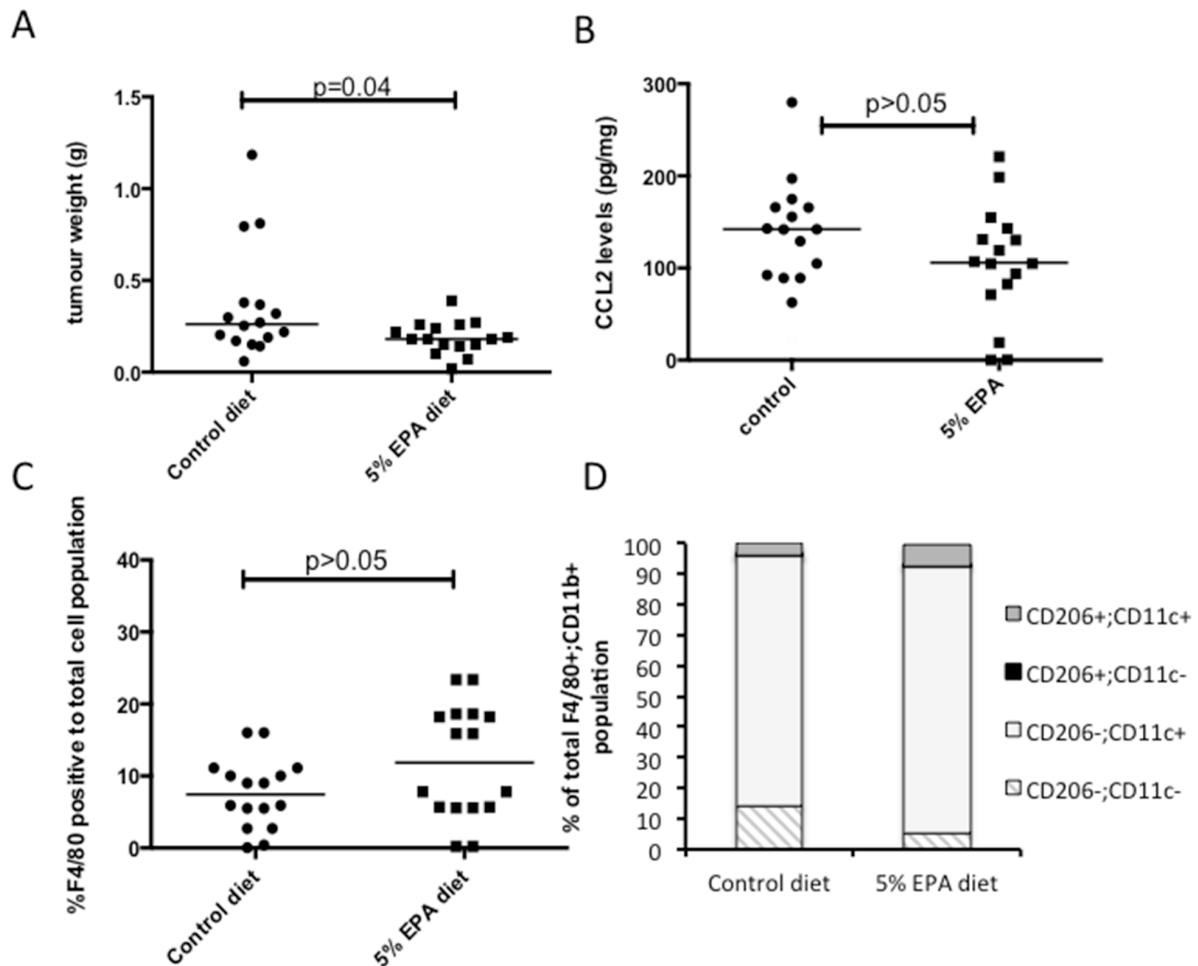 A
p=0.04
tumour weight (g)
1.5
1.0
0.5
0.0
Control diet
5% EPA diet
B
p>0.05
CCL2 levels (pg/mg)
300
200
100
0
control
5% EPA
C
p>0.05
%F4/80 positive to total cell population
40
30
20
10
0
Control diet
5% EPA diet
D
% of total F4/80+;CD11b+
population
100
90
80
70
60
50
40
30
20
10
0
Control diet
5% EPA diet
CD206+;CD11c+
CD206+;CD11c-
CD206-;CD11c+
CD206-;CD11c-